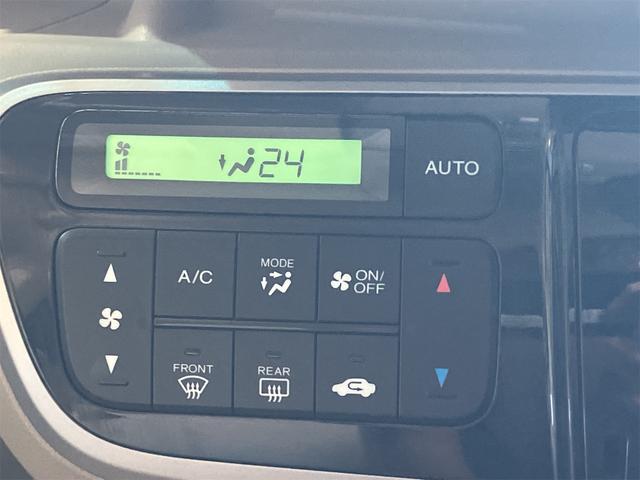 24
AUTO
A/C
MODE
ON/
OFF
FRONT
REAR